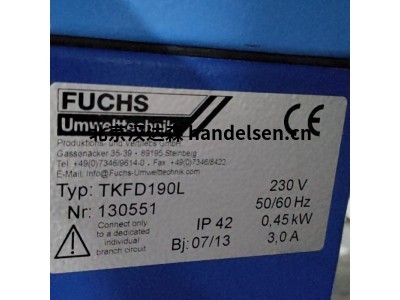 FUCHS
Umwelttechnik
handelsen.cn
Produktions- und Vertriebs GmbH
Gassenäcker 35-39 • 89195 Steinberg
Tel +49(0)7346/9614-0 • Fax +49(0)7346/8420
E-Mail: Info@Fuchs-Umwelttechnik.com
Typ: TKFD190L 230 V
Nr: 130551 50/60 Hz
Connect only to a dedicated individual branch circuit
IP 42 0,45 kW
Bj: 07/13 3,0 A
CE